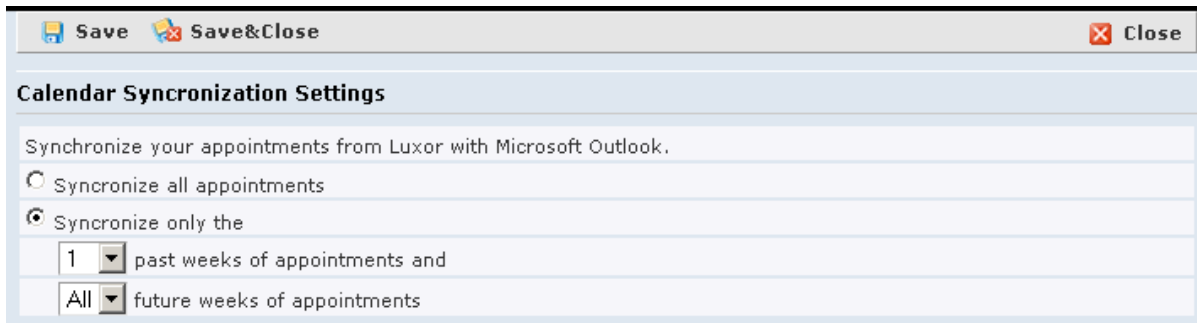 Save Save&Close Close
Calendar Syncronization Settings
Synchronize your appointments from Luxor with Microsoft Outlook.
Syncronize all appointments
Syncronize only the
1 past weeks of appointments and
All future weeks of appointments